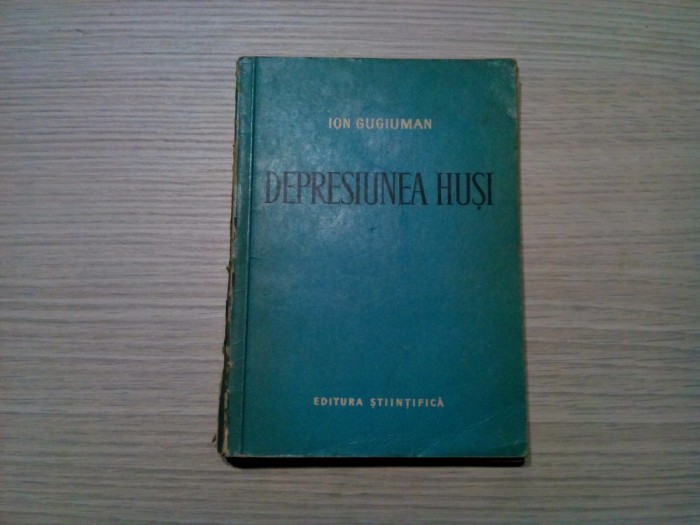 ION GUGIUMAN
DEPRESIUNEA HUȘI
EDITURA ȘTIINȚIFICĂ